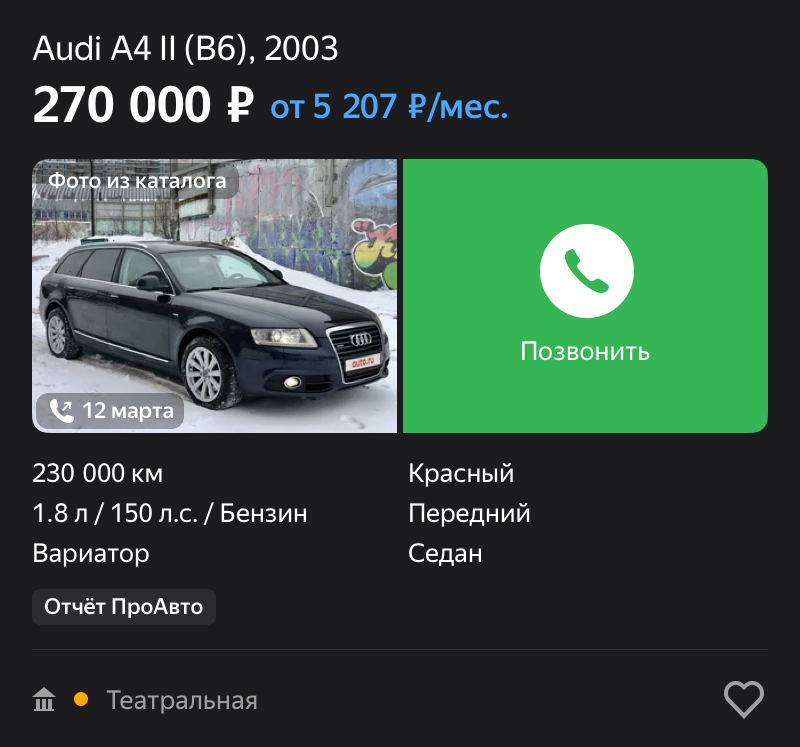 Audi A4 II (B6), 2003
270 000 ₽ от 5 207 ₽/мес.
Фото из каталога
auto.ru
12 марта
Позвонить
230 000 км
Красный
1.8 л / 150 л.с. / Бензин
Передний
Вариатор
Седан
Отчёт ПроАвто
Театральная